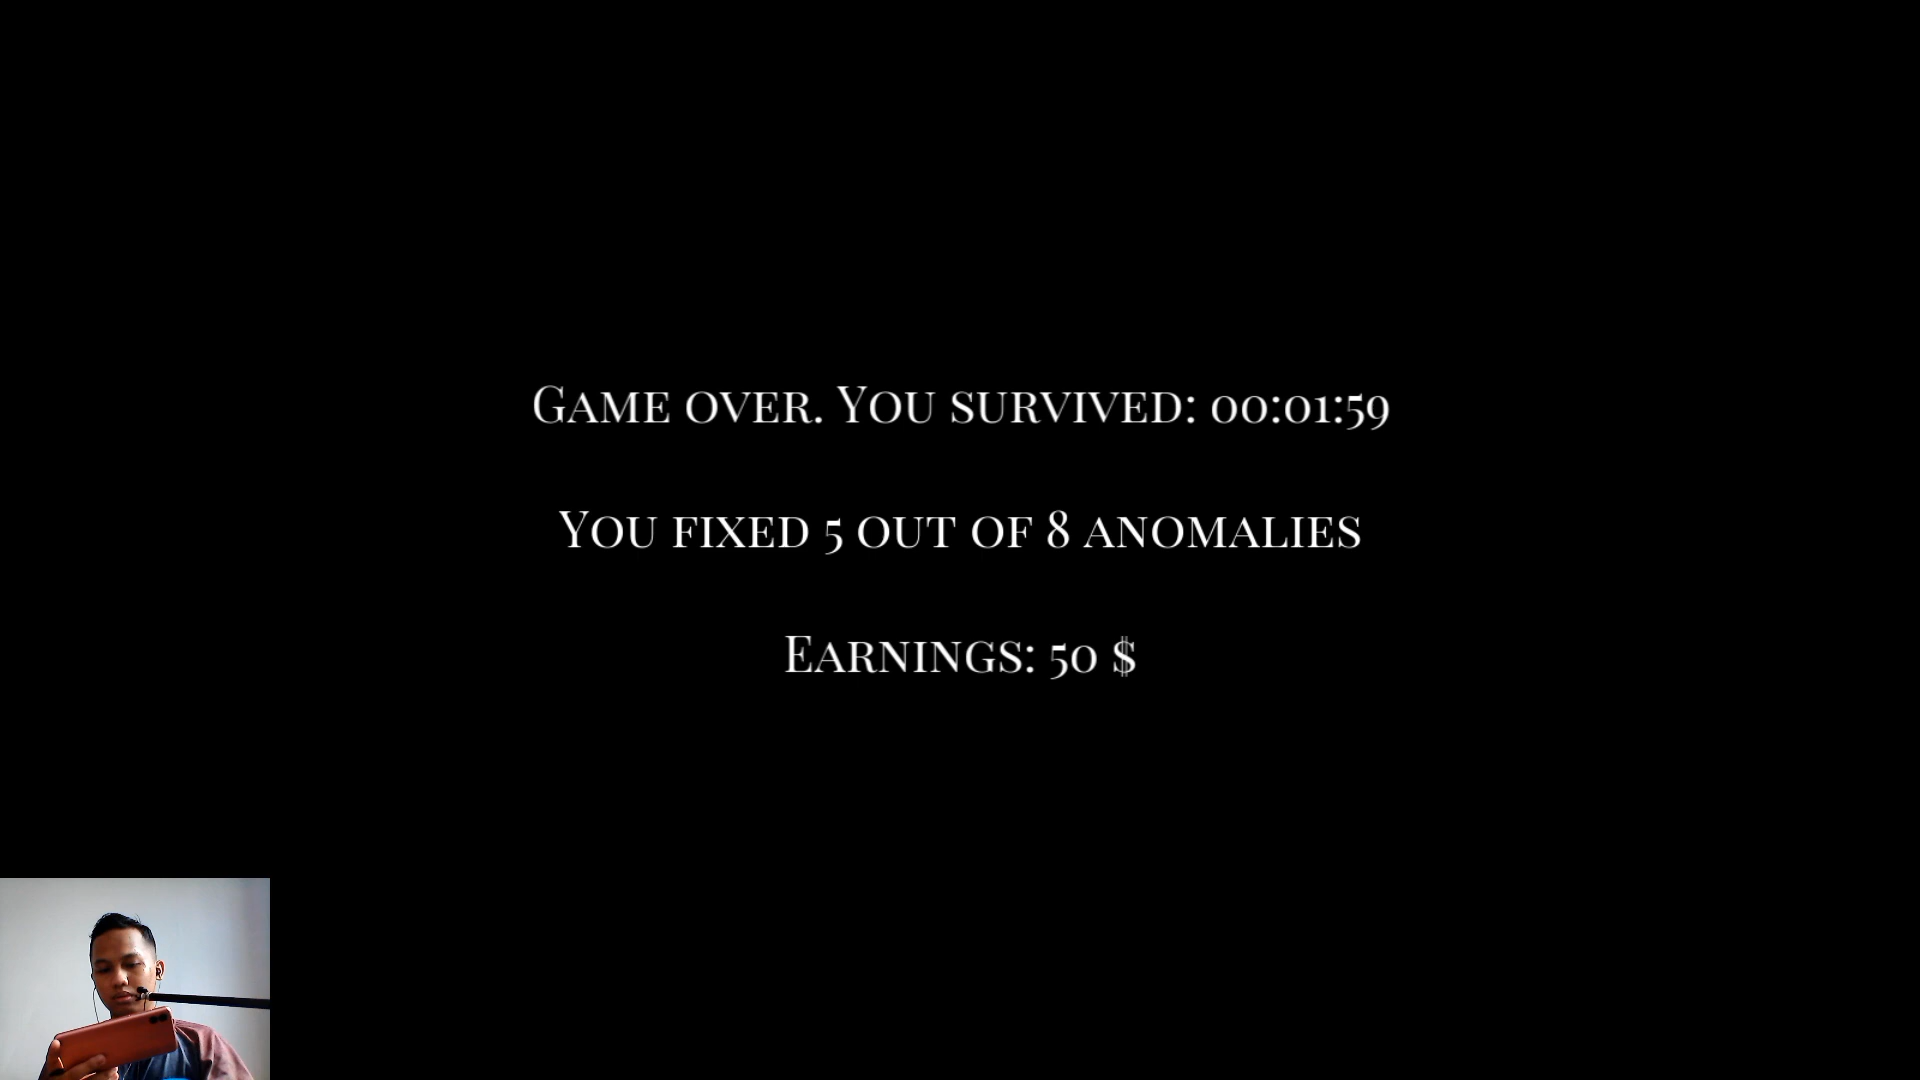 Game over. You survived: 00:01:59
You fixed 5 out of 8 anomalies
Earnings: 50 $